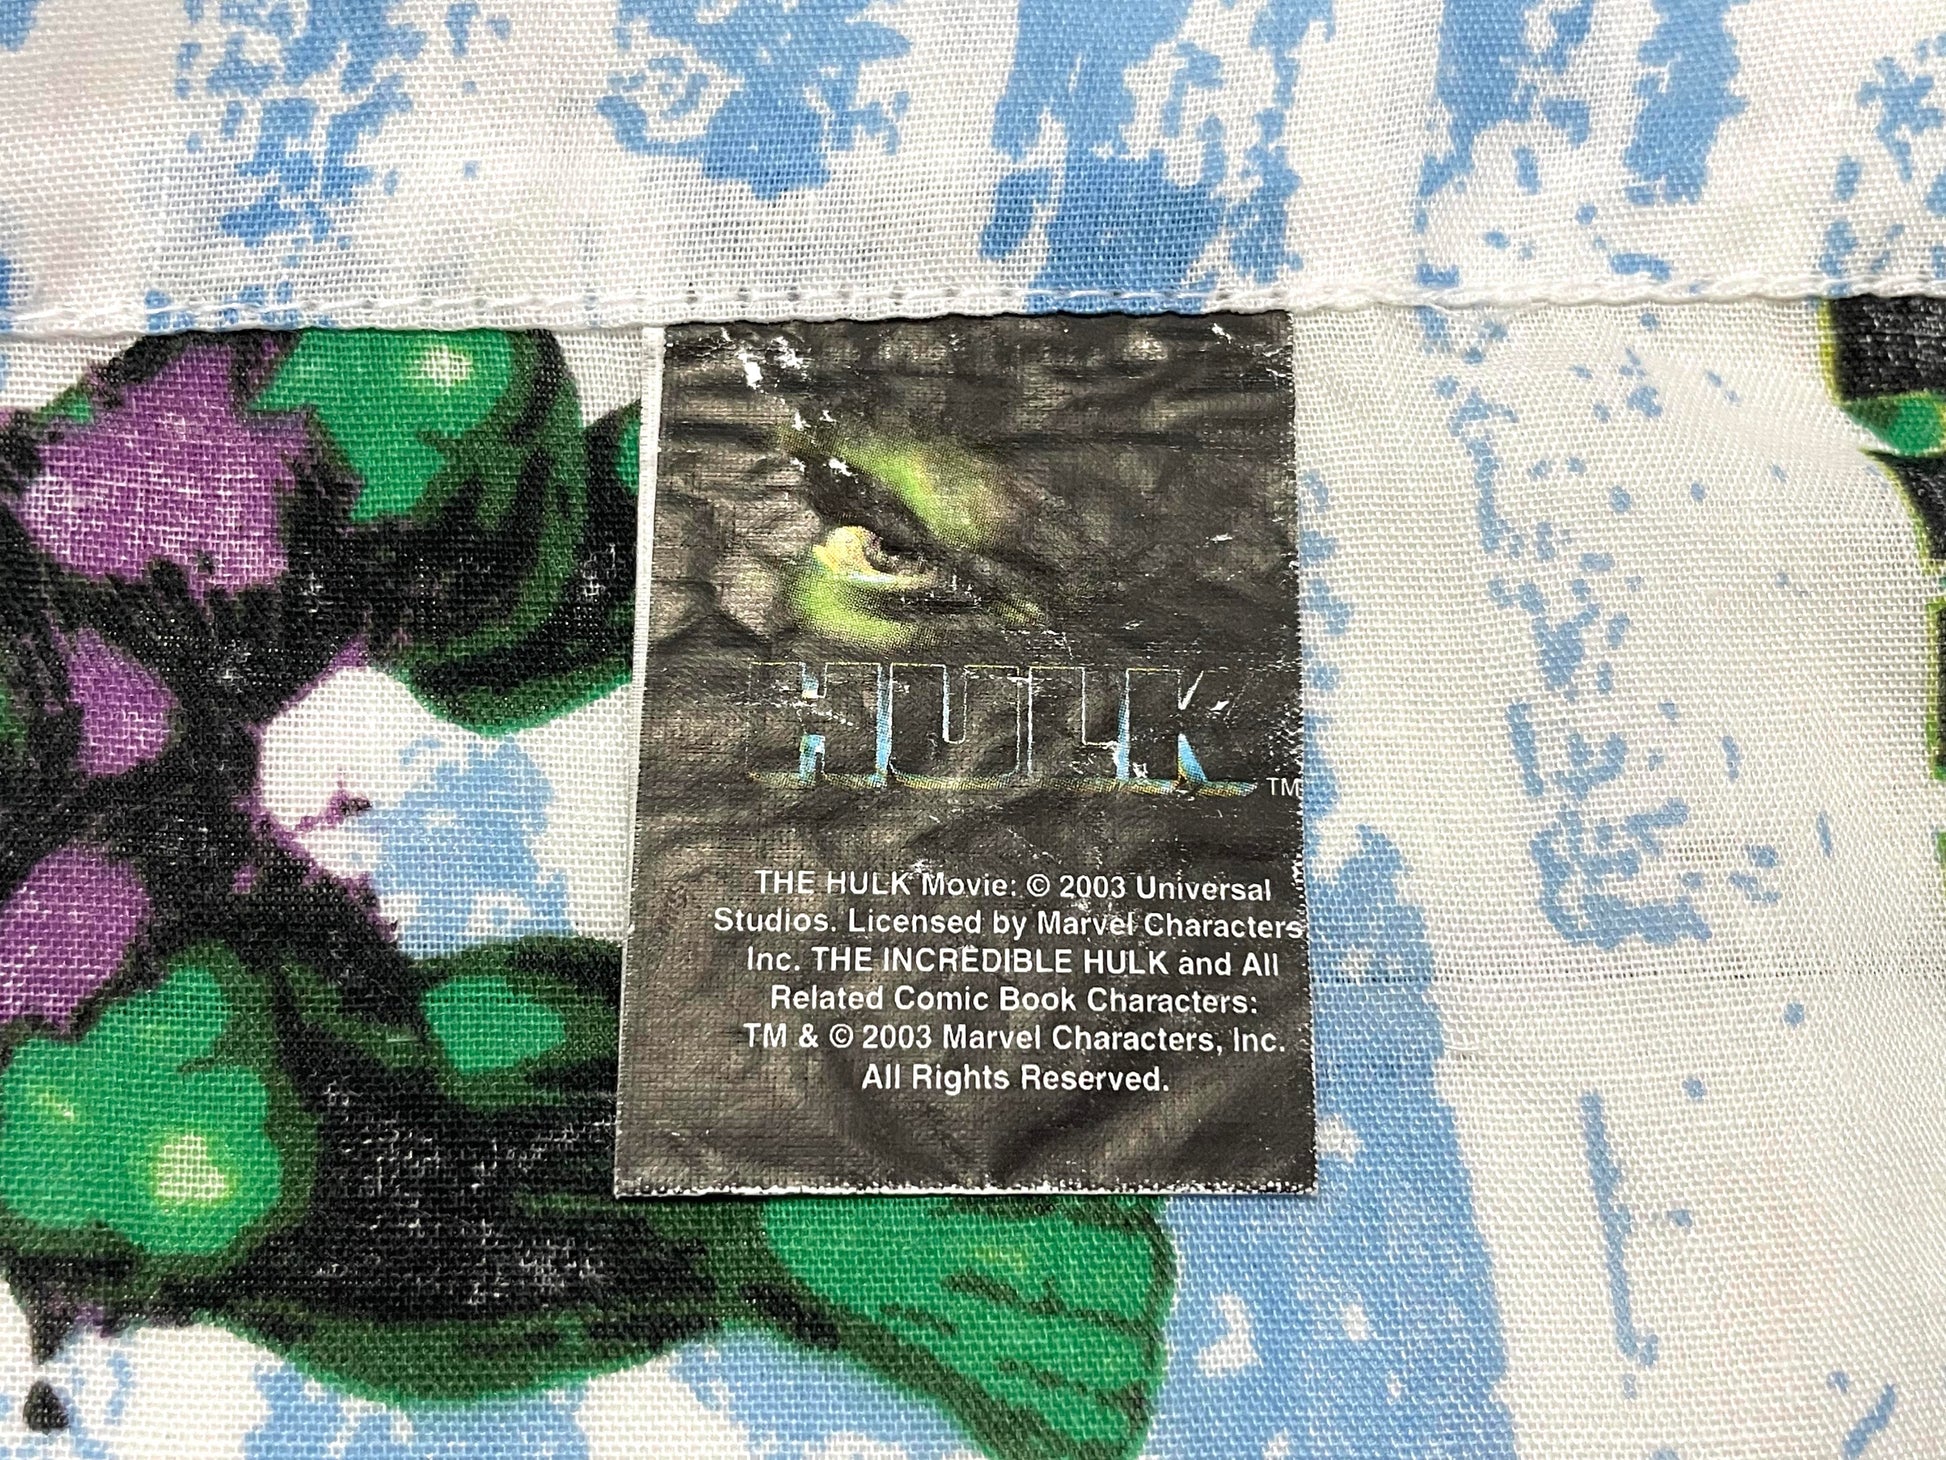 HULK ™
THE HULK Movie: © 2003 Universal
Studios. Licensed by Marvel Characters
Inc. THE INCREDIBLE HULK and All
Related Comic Book Characters:
TM & © 2003 Marvel Characters, Inc.
All Rights Reserved.